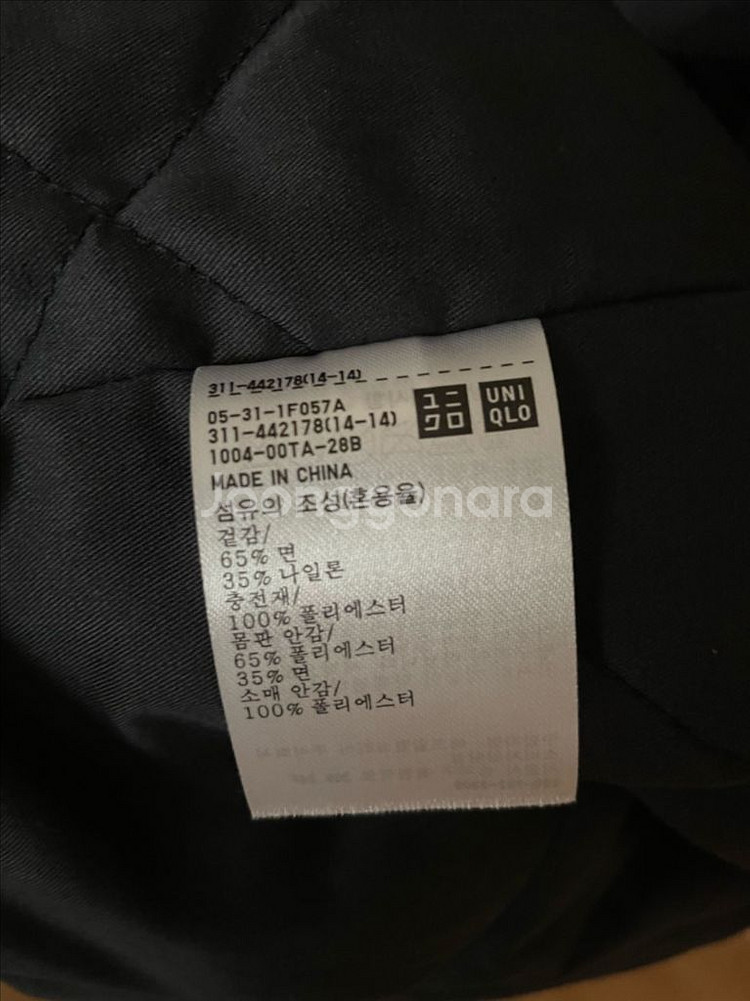 311-442178(14-14)
05-31-1F057A
311-442178(14-14)
1004-00TA-28B
ユニクロ
UNIQLO
MADE IN CHINA
섬유의 조성(혼용율)
Joonggonara
겉감/
65% 면
35% 나일론
충전재/
100% 폴리에스터
몸판 안감/
65% 폴리에스터
35% 면
소매 안감/
100% 폴리에스터